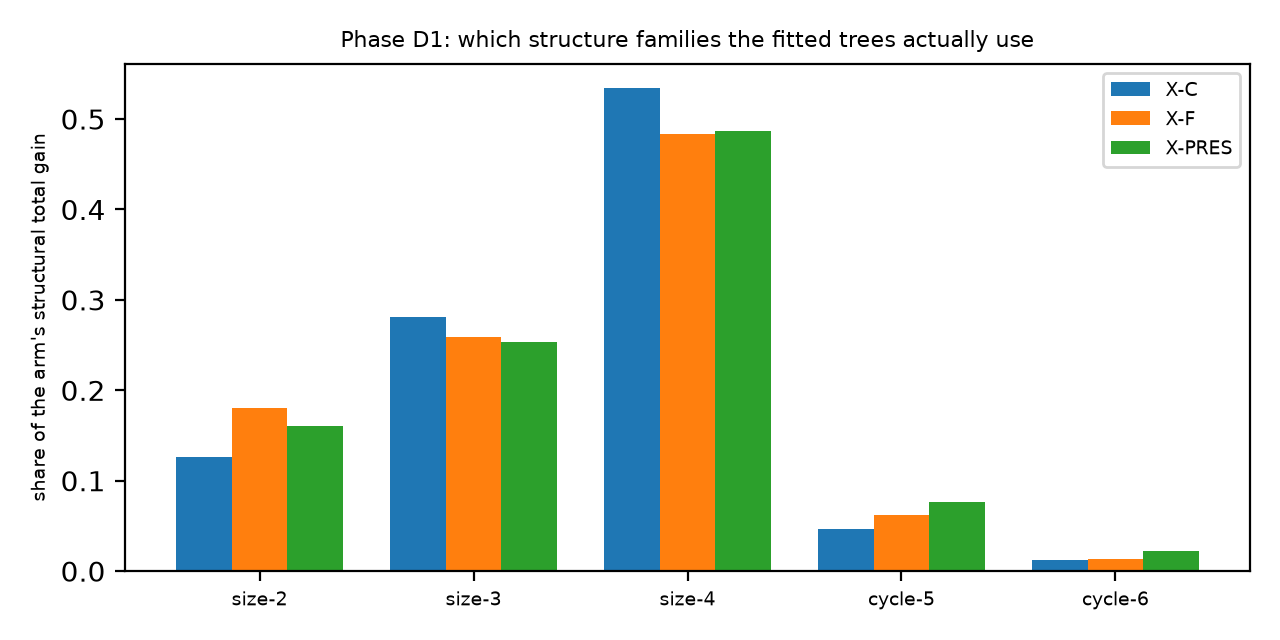 Phase D1: which structure families the fitted trees actually use
share of the arm's structural total gain
0.5
0.4
0.3
0.2
0.1
0.0
X-C
X-F
X-PRES
size-2
size-3
size-4
cycle-5
cycle-6